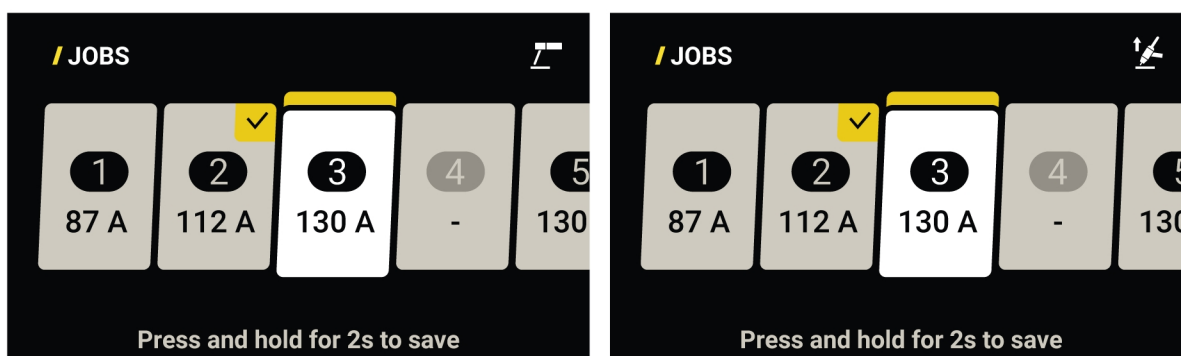 JOBS
1 2 3 4 5
87 A 112 A 130 A - 130
Press and hold for 2s to save
JOBS
1 2 3 4 5
87 A 112 A 130 A - 130
Press and hold for 2s to save